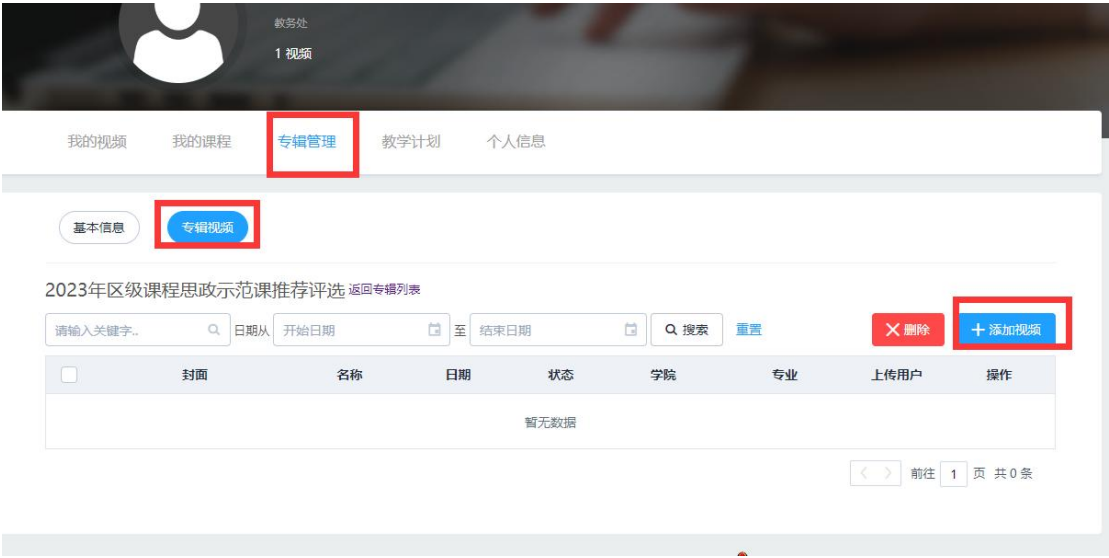 教务处
1 视频
我的视频 我的课程 专辑管理 教学计划 个人信息
基本信息 专辑视频
2023年区级课程思政示范课推荐评选 返回专辑列表
请输入关键字.. 日期从 开始日期 至 结束日期 搜索 重置 删除 添加视频
封面 名称 日期 状态 学院 专业 上传用户 操作
暂无数据
前往 1 页 共 0 条